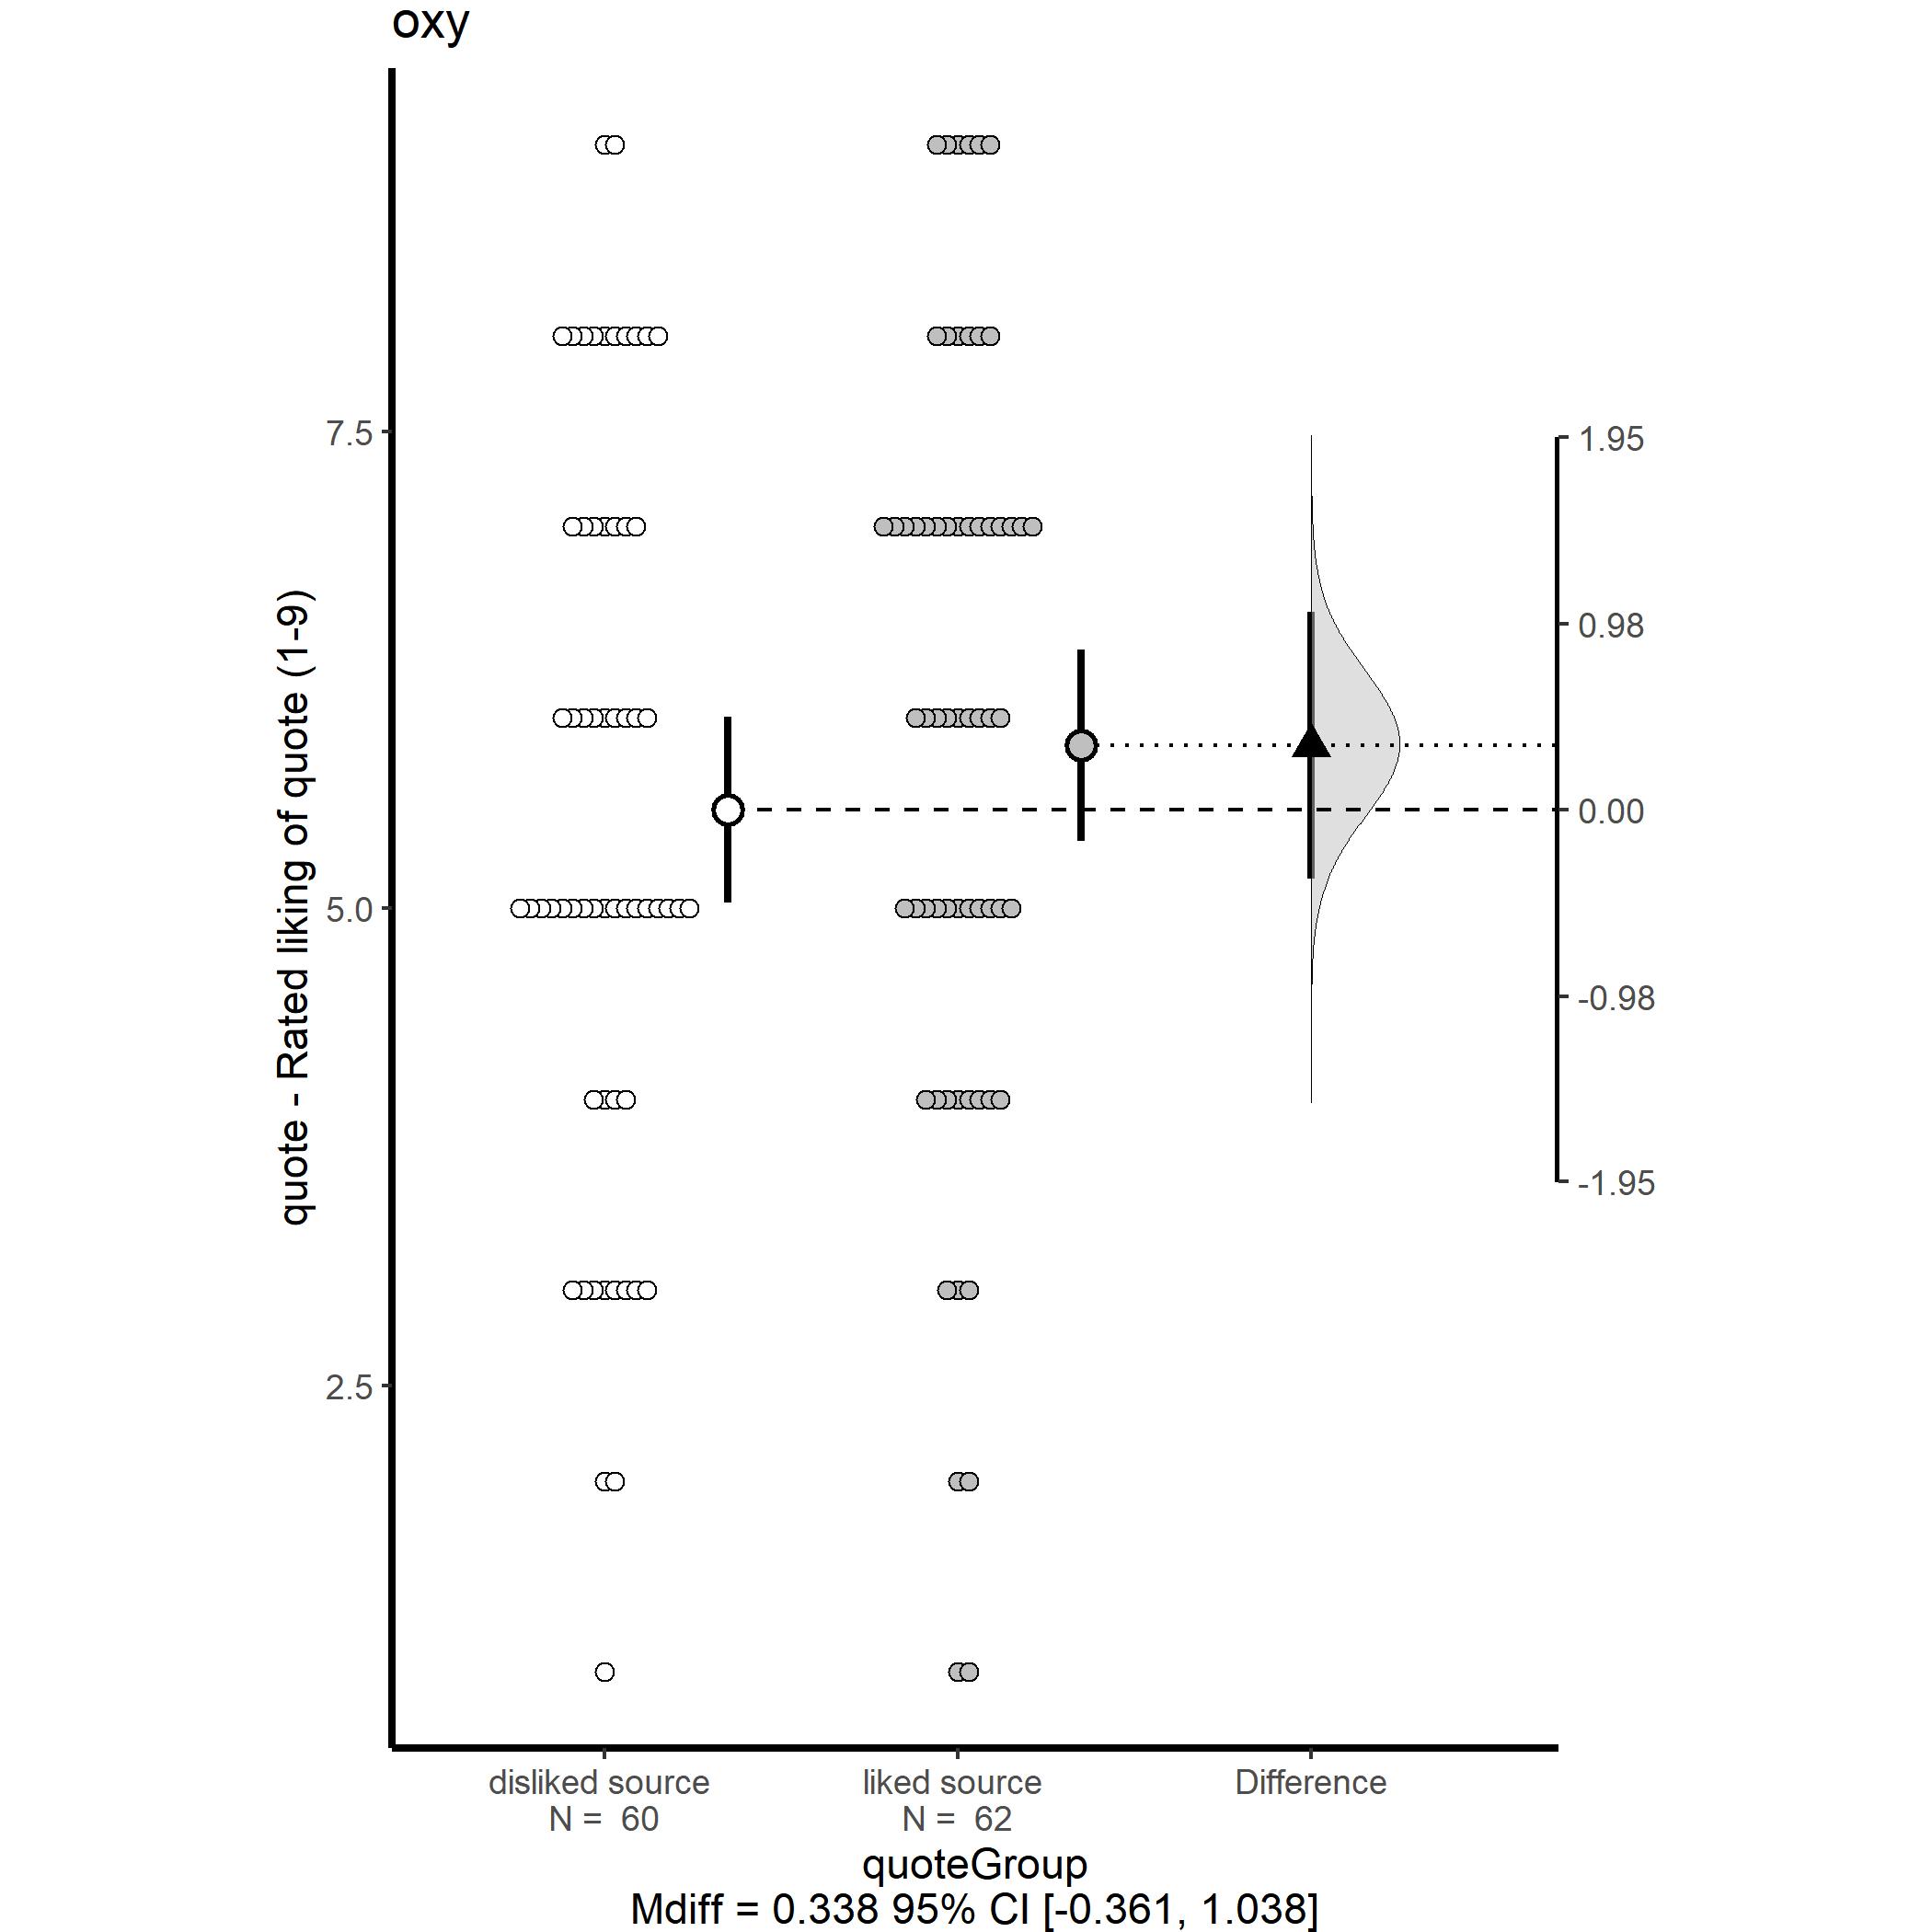 oxy
quote - Rated liking of quote (1-9)
7.5
5.0
2.5
1.95
0.98
0.00
-0.98
-1.95
disliked source
N =  60
liked source
N =  62
Difference
quoteGroup
Mdiff = 0.338 95% CI [-0.361, 1.038]